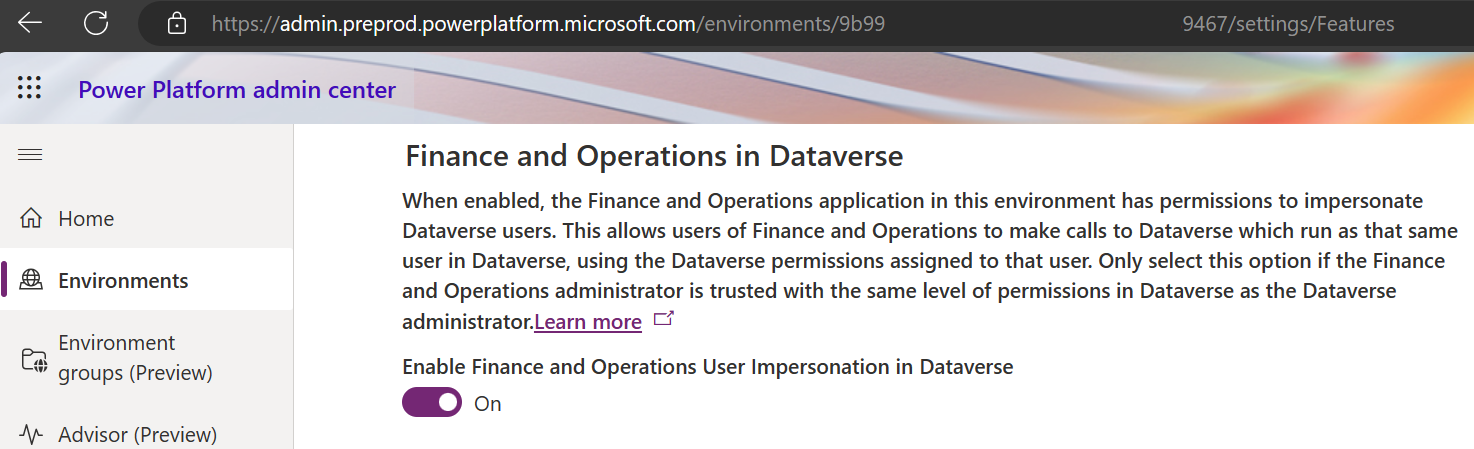 https://admin.preprod.powerplatform.microsoft.com/environments/9b99 9467/settings/Features
Power Platform admin center
Home
Environments
Environment
groups (Preview)
Advisor (Preview)
Finance and Operations in Dataverse
When enabled, the Finance and Operations application in this environment has permissions to impersonate
Dataverse users. This allows users of Finance and Operations to make calls to Dataverse which run as that same
user in Dataverse, using the Dataverse permissions assigned to that user. Only select this option if the Finance
and Operations administrator is trusted with the same level of permissions in Dataverse as the Dataverse
administrator.Learn more
Enable Finance and Operations User Impersonation in Dataverse
On